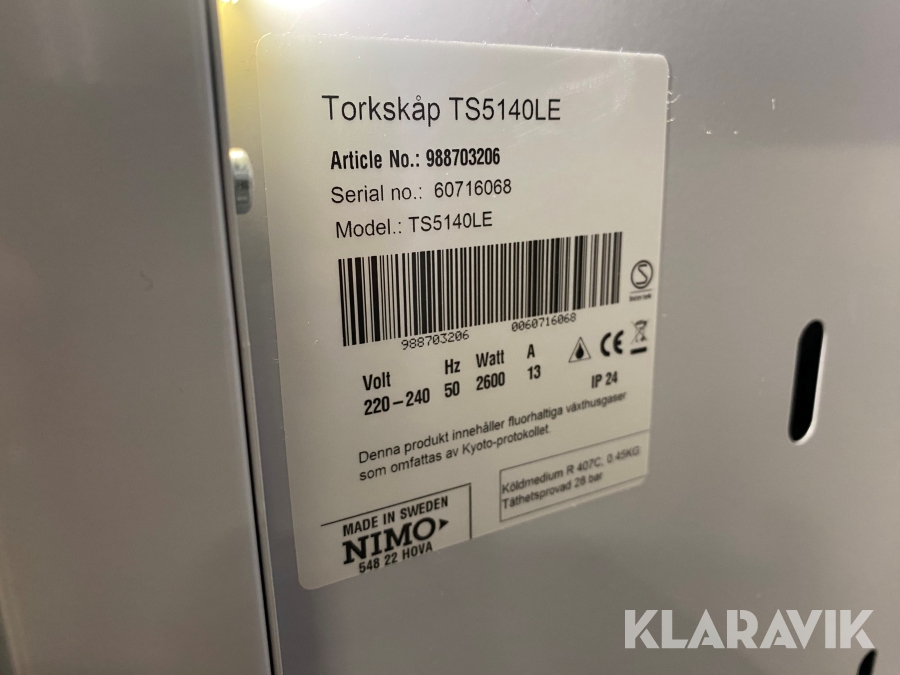 Torkskåp TS5140LE
Article No.: 988703206
Serial no.: 60716068
Model.: TS5140LE
988703206 0060716068
Volt Hz Watt A
220-240 50 2600 13
IP 24
Denna produkt innehåller fluorhaltiga växthusgaser
som omfattas av Kyoto-protokollet.
Köldmedium R 407C, 0.45KG
Täthetsprovad 28 bar
MADE IN SWEDEN
NIMO
548 22 HOVA
KLARAVIK